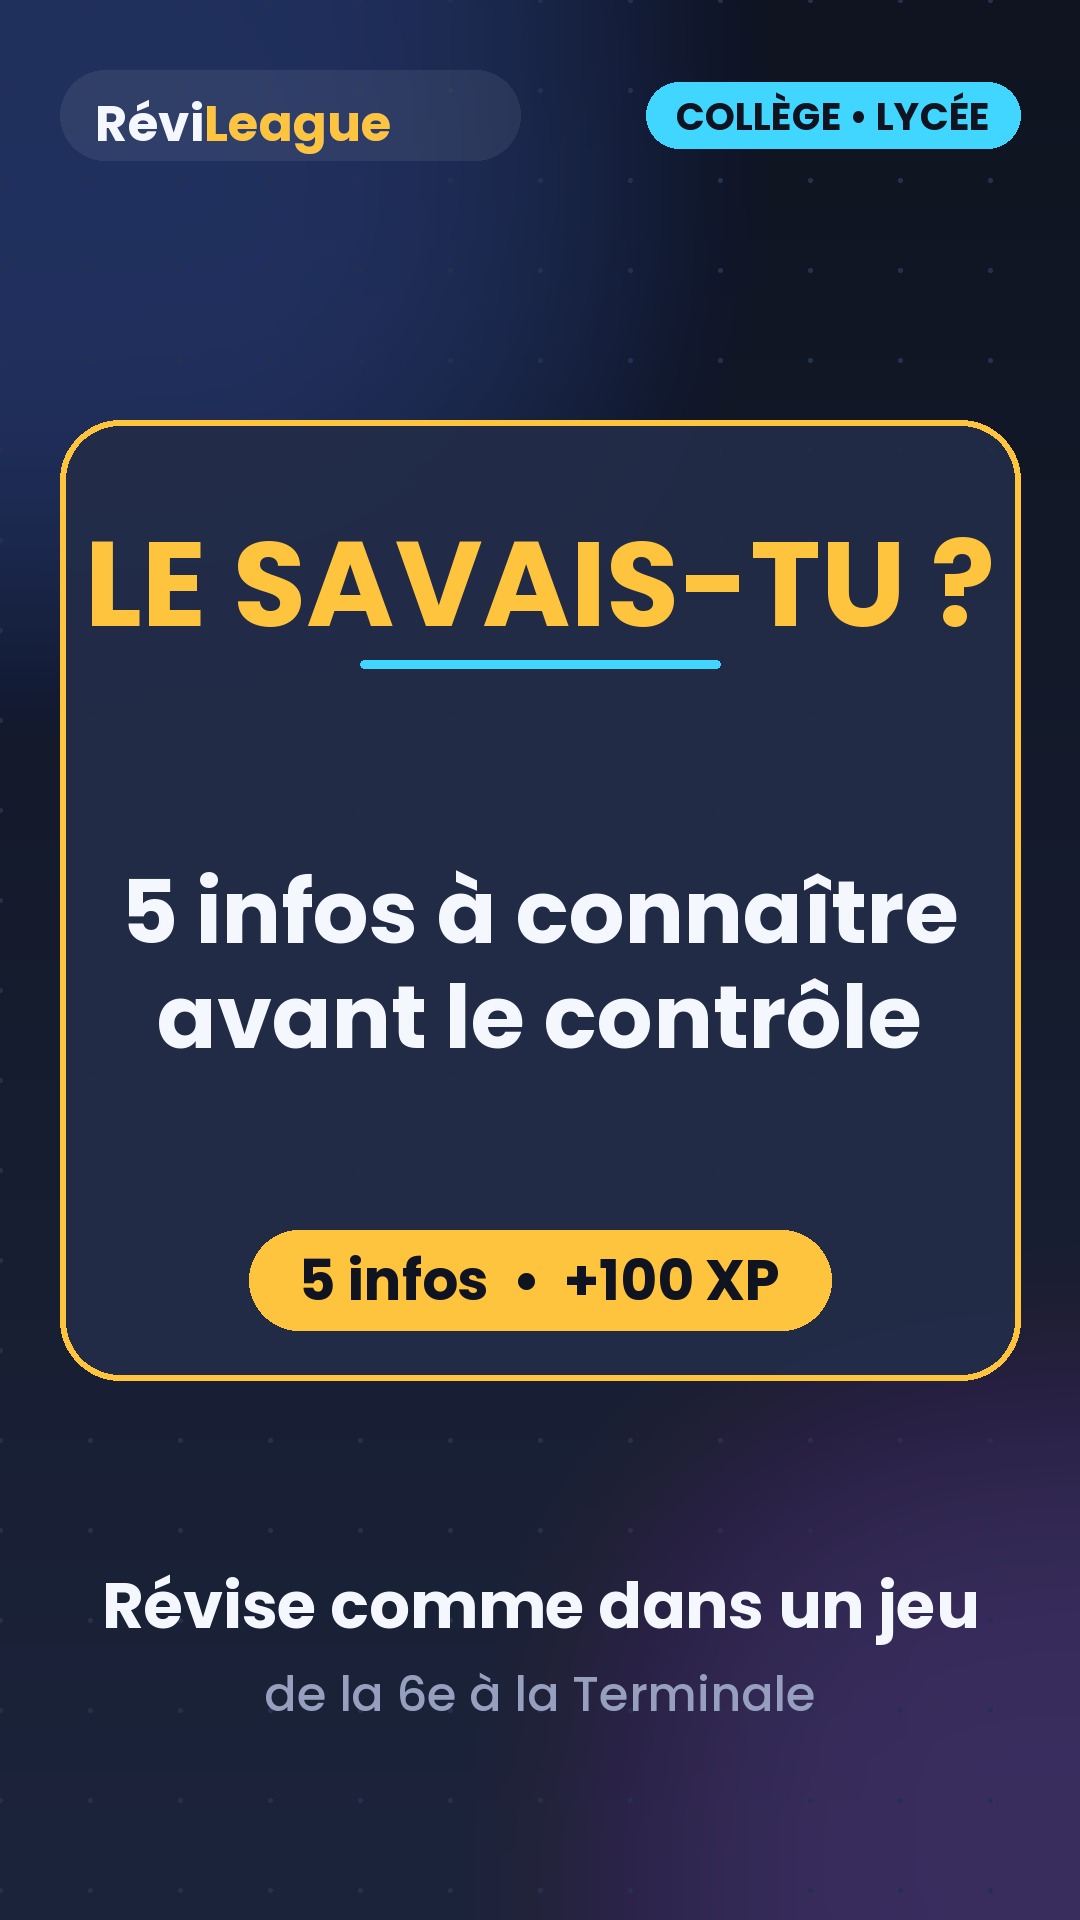 RéviLeague
COLLÈGE • LYCÉE
LE SAVAIS-TU ?
5 infos à connaître
avant le contrôle
5 infos • +100 XP
Révise comme dans un jeu
de la 6e à la Terminale